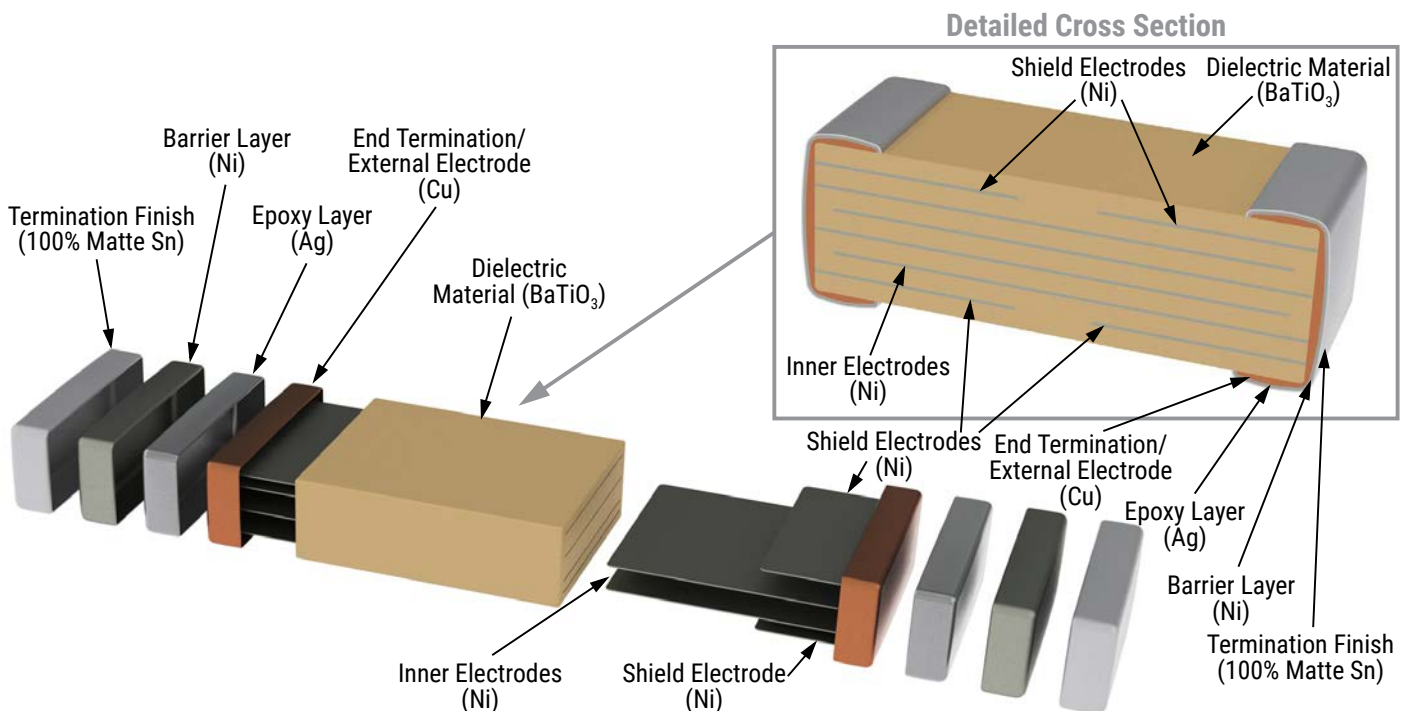 Detailed Cross Section
Shield Electrodes
(Ni)
Dielectric Material
(BaTiO₃)
Barrier Layer
(Ni)
End Termination/
External Electrode
(Cu)
Termination Finish
(100% Matte Sn)
Epoxy Layer
(Ag)
Dielectric
Material (BaTiO₃)
Inner Electrodes
(Ni)
Shield Electrodes
(Ni)
End Termination/
External Electrode
(Cu)
Epoxy Layer
(Ag)
Barrier Layer
(Ni)
Termination Finish
(100% Matte Sn)
Inner Electrodes
(Ni)
Shield Electrode
(Ni)